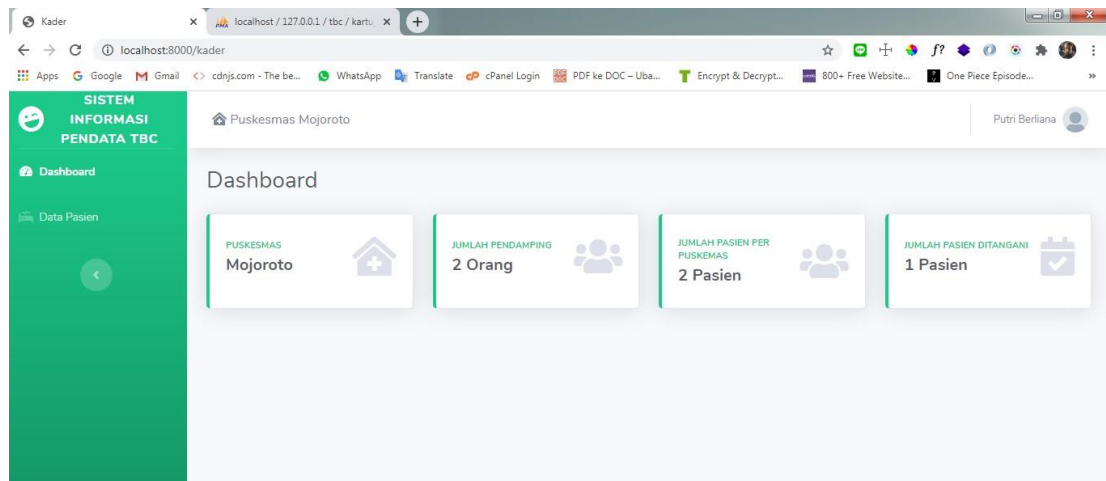 Kader
localhost / 127.0.0.1 / tbc / kartu
localhost:8000/kader
f?
Apps Google Gmail cdnjs.com - The be... WhatsApp Translate cPanel Login PDF ke DOC – Uba... Encrypt & Decrypt... 800+ Free Website... One Piece Episode... »
SISTEM
INFORMASI
PENDATA TBC
Puskesmas Mojoroto
Putri Berliana
Dashboard
Data Pasien
Dashboard
PUSKESMAS
Mojoroto
JUMLAH PENDAMPING
2 Orang
JUMLAH PASIEN PER
PUSKEMAS
2 Pasien
JUMLAH PASIEN DITANGANI
1 Pasien